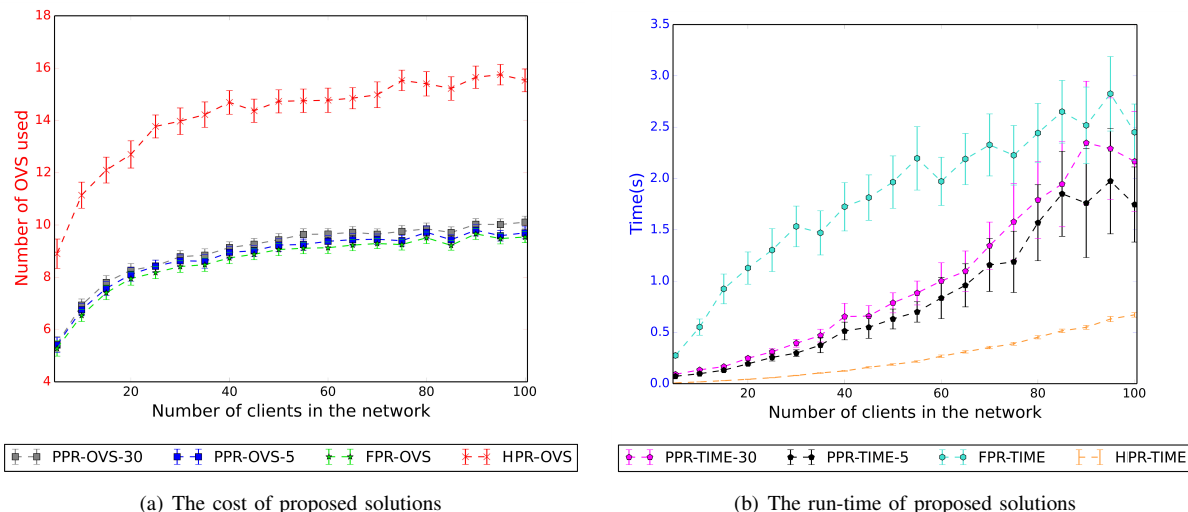 18
16
14
12
10
8
6
4
Number of OVS used
20
40
60
80
100
Number of clients in the network
PPR-OVS-30
PPR-OVS-5
FPR-OVS
HPR-OVS
(a) The cost of proposed solutions
3.5
3.0
2.5
2.0
1.5
1.0
0.5
0.0
Time(s)
20
40
60
80
100
Number of clients in the network
PPR-TIME-30
PPR-TIME-5
FPR-TIME
HPR-TIME
(b) The run-time of proposed solutions